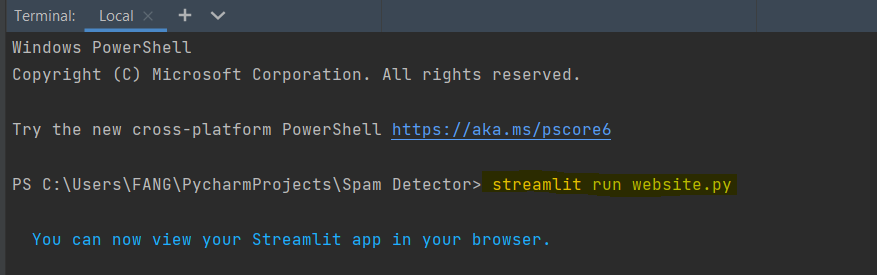 Terminal: Local × + ∨
Windows PowerShell
Copyright (C) Microsoft Corporation. All rights reserved.
Try the new cross-platform PowerShell https://aka.ms/pscore6
PS C:\Users\FANG\PycharmProjects\Spam Detector> streamlit run website.py
You can now view your Streamlit app in your browser.